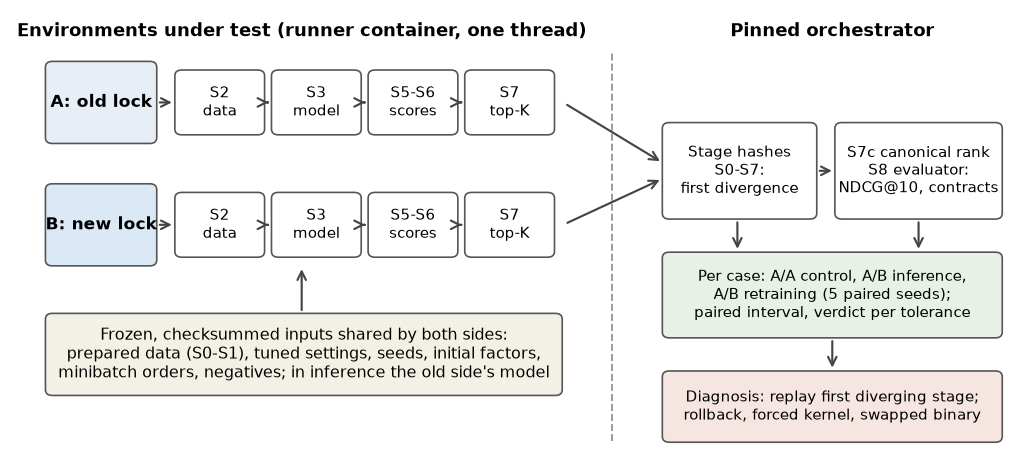 Environments under test (runner container, one thread)
Pinned orchestrator
A: old lock
S2
data
S3
model
S5-S6
scores
S7
top-K
B: new lock
S2
data
S3
model
S5-S6
scores
S7
top-K
Frozen, checksummed inputs shared by both sides:
prepared data (S0-S1), tuned settings, seeds, initial factors,
minibatch orders, negatives; in inference the old side's model
Stage hashes
S0-S7:
first divergence
S7c canonical rank
S8 evaluator:
NDCG@10, contracts
Per case: A/A control, A/B inference,
A/B retraining (5 paired seeds);
paired interval, verdict per tolerance
Diagnosis: replay first diverging stage;
rollback, forced kernel, swapped binary